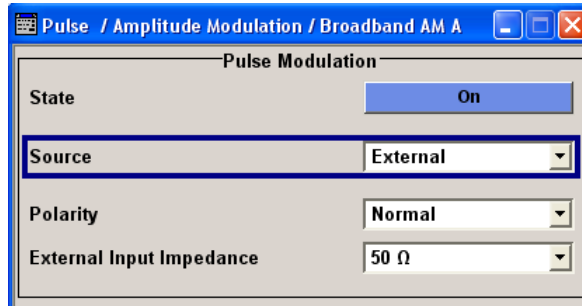 Pulse / Amplitude Modulation / Broadband AM A
Pulse Modulation
State On
Source External
Polarity Normal
External Input Impedance 50 Ω